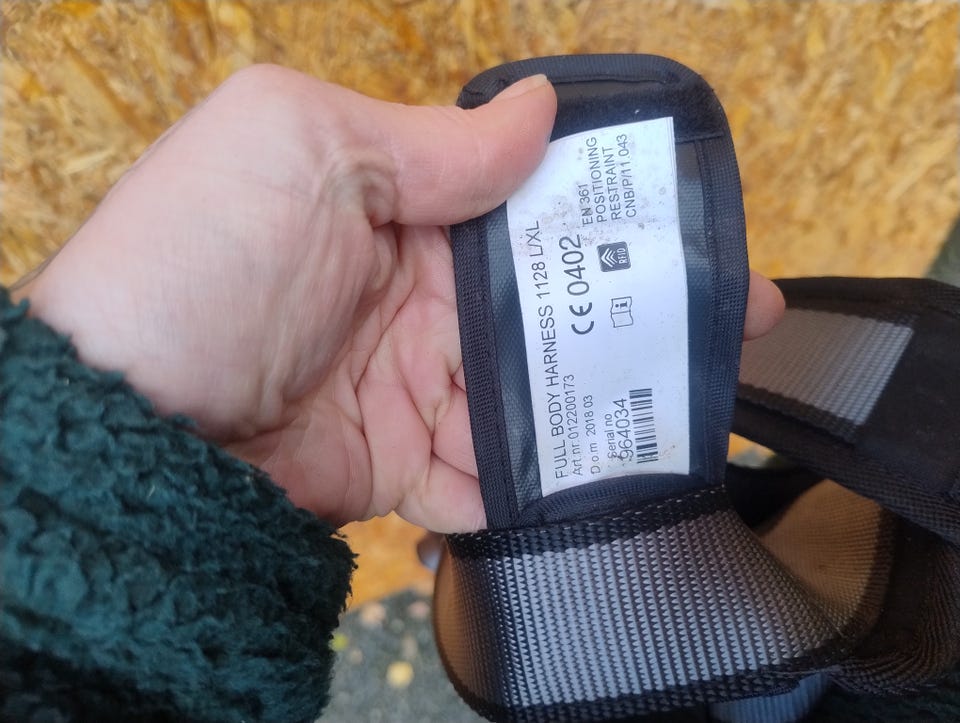 FULL BODY HARNESS 1128 L/XL
Art.nr. 012200173
D o m 2018 03
Serial no
964034
CE 0402
RFID
i
EN 361
POSITIONING
RESTRAINT
CNB/P/11.043